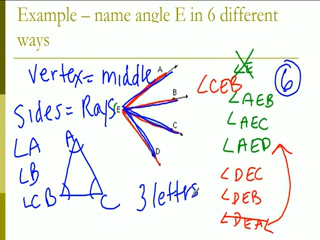 Example – name angle E in 6 different
ways
vertex = middle
sides = Rays
∠A
∠B
∠C
A
B
C
E
A
B
C
D
3 letters
∠CEB
∠E
∠AEB
∠AEC
∠AED
∠DEC
∠DEB
∠DEA
6